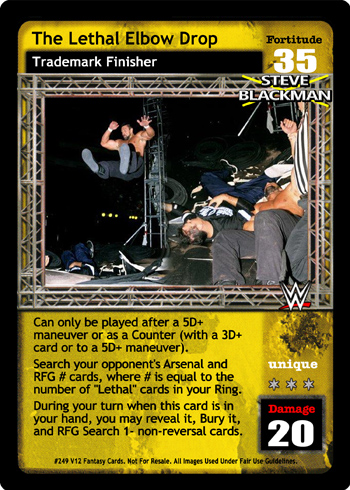 The Lethal Elbow Drop
Fortitude
35
Trademark Finisher
STEVE
BLACKMAN
W
Can only be played after a 5D+
maneuver or as a Counter (with a 3D+
card or to a 5D+ maneuver).
Search your opponent's Arsenal and
RFG # cards, where # is equal to the
number of "Lethal" cards in your Ring.
During your turn when this card is in
your hand, you may reveal it, Bury it,
and RFG Search 1- non-reversal cards.
unique
Damage
20
#249 V12 Fantasy Cards. Not For Resale. All Images Used Under Fair Use Guidelines.